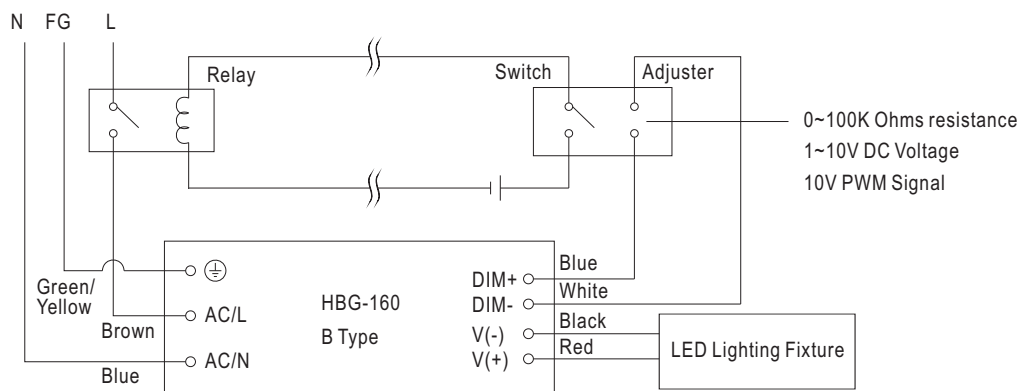 N FG L
Relay
Switch
Adjuster
0~100K Ohms resistance
1~10V DC Voltage
10V PWM Signal
Green/
Yellow
Brown
Blue
AC/L
AC/N
HBG-160
B Type
DIM+
DIM-
V(-)
V(+)
Blue
White
Black
Red
LED Lighting Fixture